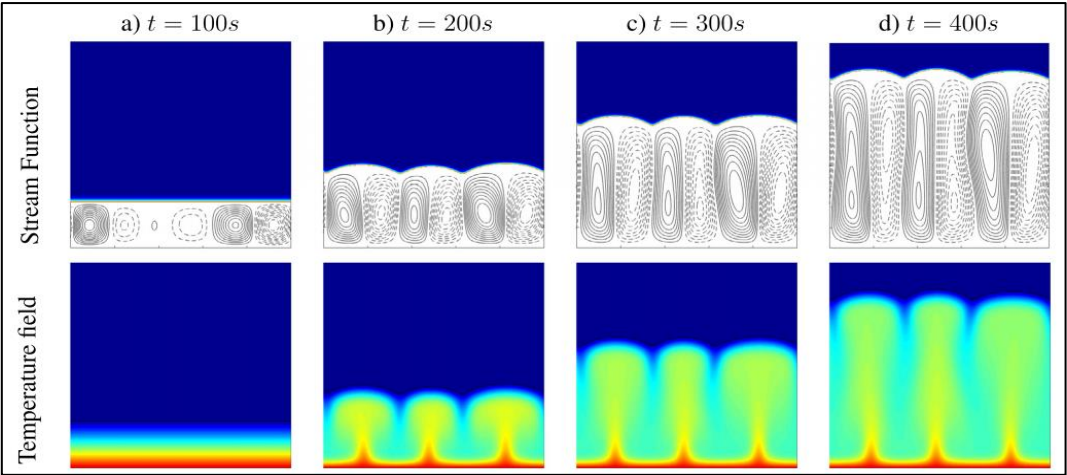 a) t = 100s
b) t = 200s
c) t = 300s
d) t = 400s
Stream Function
Temperature field